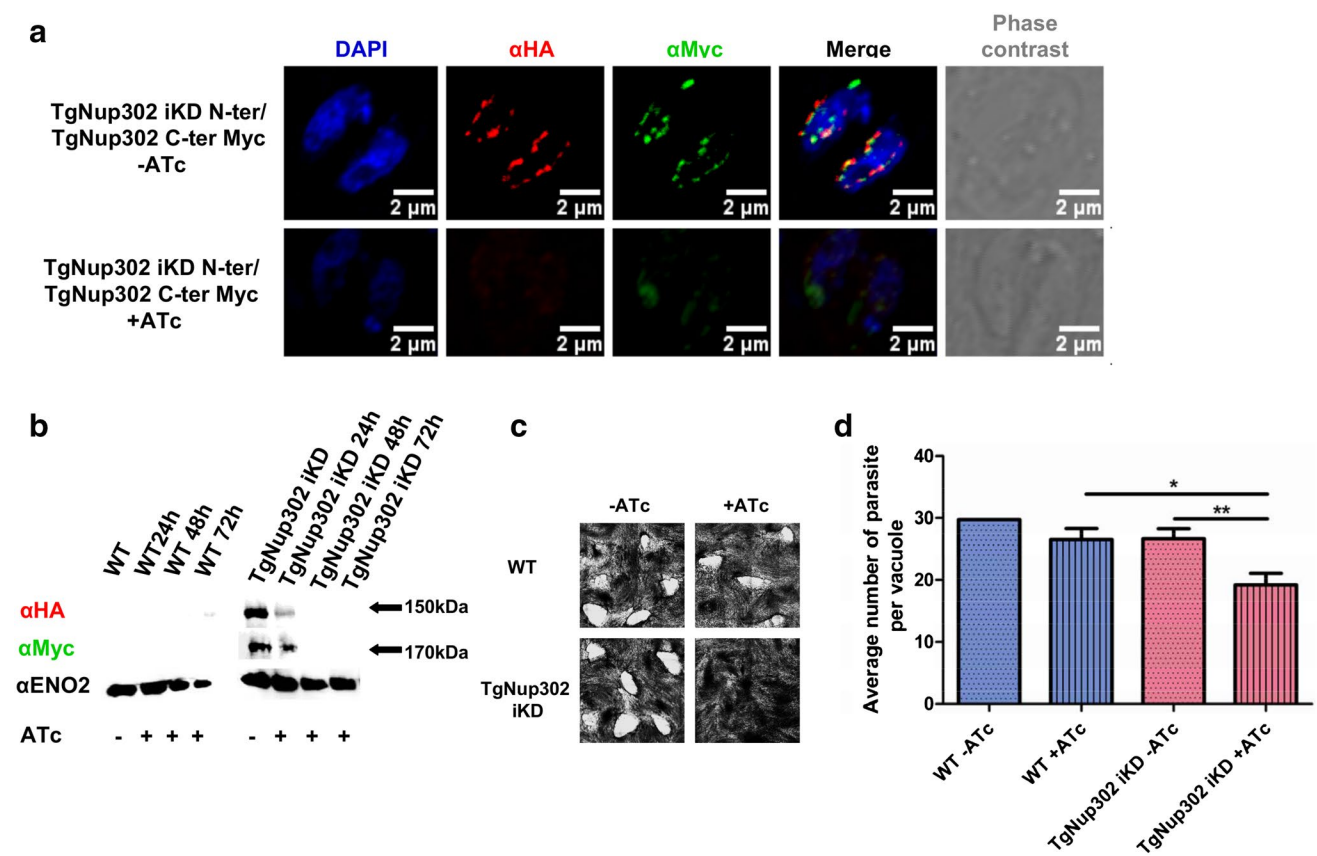 a
DAPI
αHA
αMyc
Merge
Phase
contrast
TgNup302 iKD N-ter/
TgNup302 C-ter Myc
-ATc
2 µm
2 µm
2 µm
2 µm
2 µm
TgNup302 iKD N-ter/
TgNup302 C-ter Myc
+ATc
2 µm
2 µm
2 µm
2 µm
2 µm
b
WT
WT24h
WT 48h
WT 72h
TgNup302 iKD
TgNup302 iKD 24h
TgNup302 iKD 48h
TgNup302 iKD 72h
αHA
150kDa
αMyc
170kDa
αENO2
ATc
- + + + - + + +
c
-ATc
+ATc
WT
TgNup302
iKD
d
Average number of parasite
per vacuole
40
30
20
10
0
*
**
WT -ATc
WT +ATc
TgNup302 iKD -ATc
TgNup302 iKD +ATc